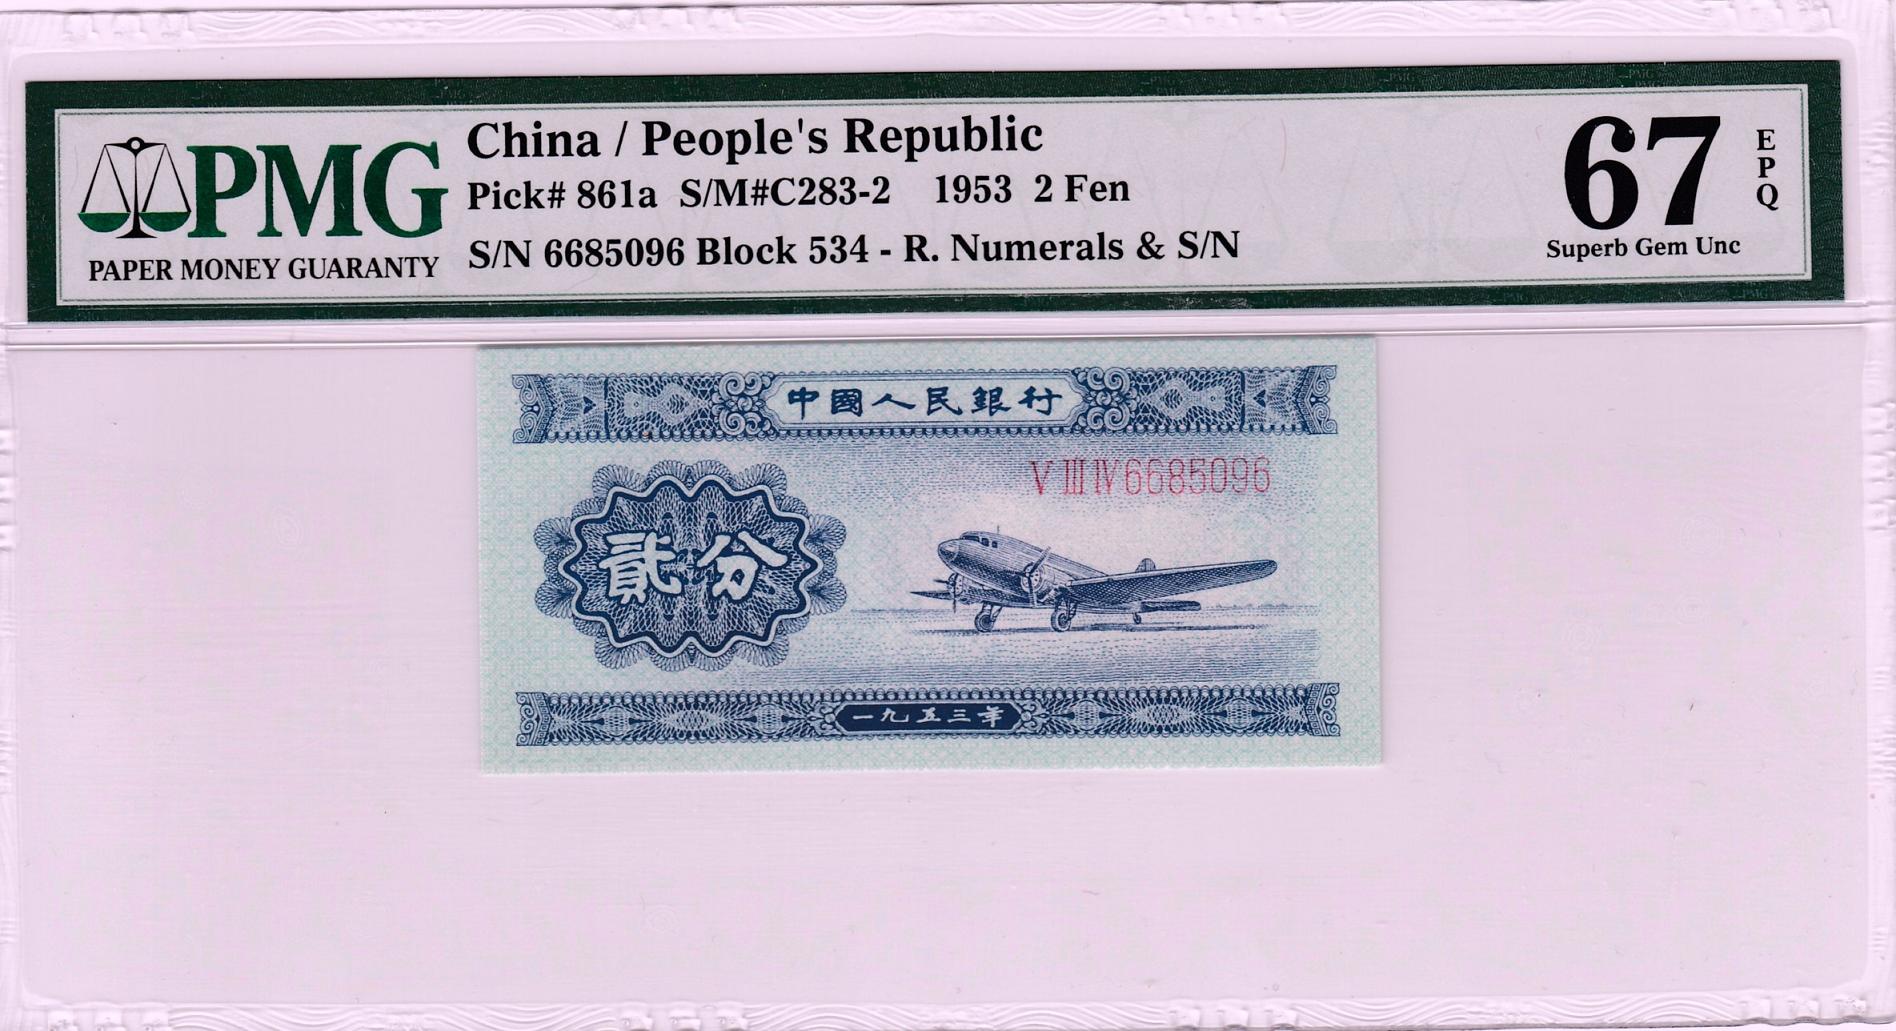 PMG
PAPER MONEY GUARANTY
China / People's Republic
Pick# 861a S/M#C283-2 1953 2 Fen
S/N 6685096 Block 534 - R. Numerals & S/N
67
EPQ
Superb Gem Unc
中國人民銀行
V III IV 6685096
貳分
一九五三年